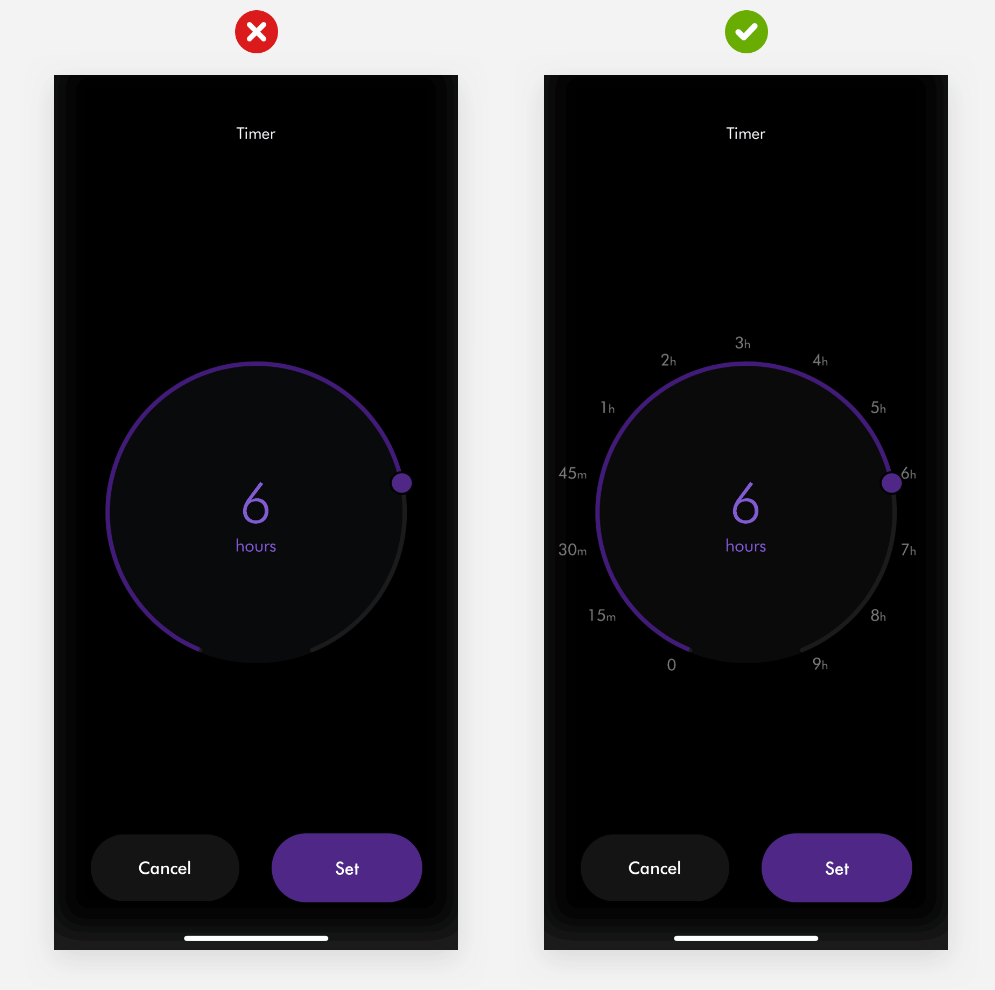 Timer
6
hours
Cancel
Set
Timer
3h
2h
4h
1h
5h
45m
6h
6
hours
30m
7h
15m
8h
0
9h
Cancel
Set